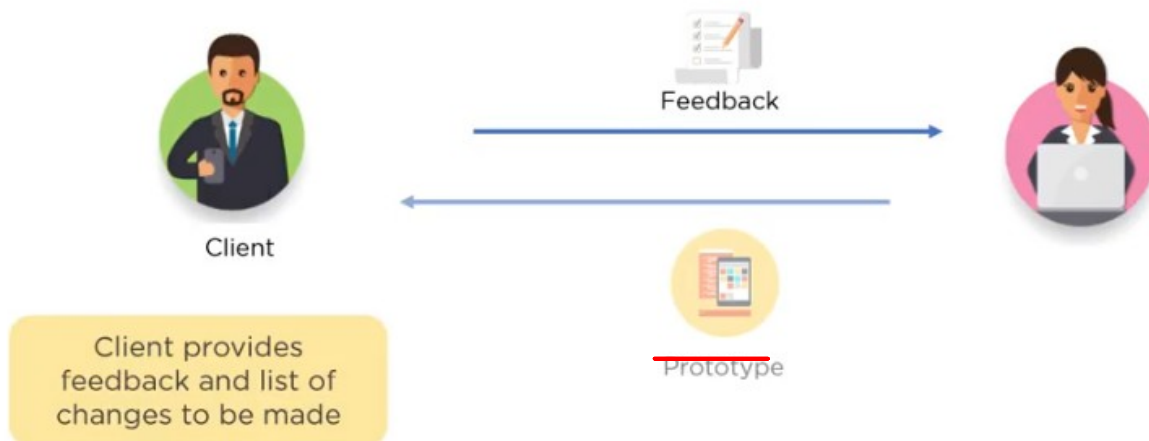 Feedback
Client
Prototype
Client provides
feedback and list of
changes to be made